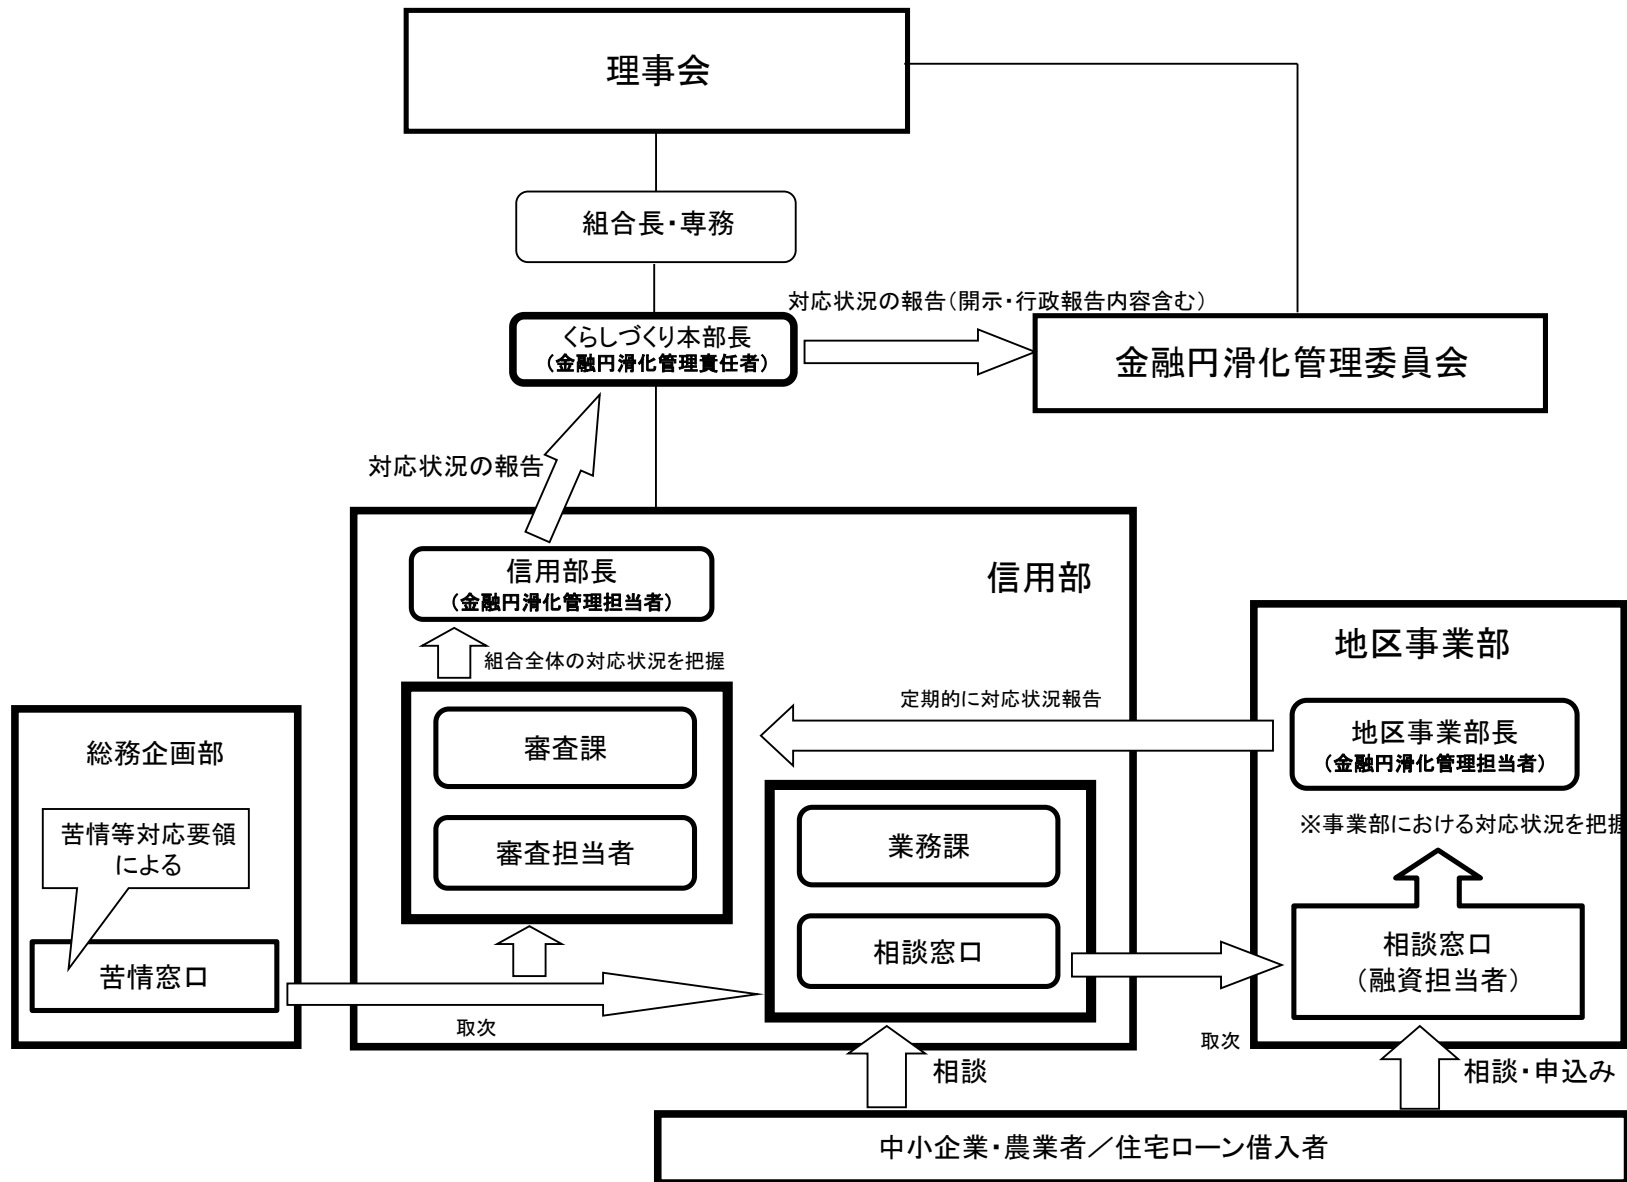 理事会
組合長・専務
対応状況の報告(開示・行政報告内容含む)
くらしづくり本部長
(金融円滑化管理責任者)
金融円滑化管理委員会
対応状況の報告
信用部
信用部長
(金融円滑化管理担当者)
組合全体の対応状況を把握
審査課
審査担当者
定期的に対応状況報告
業務課
相談窓口
地区事業部
地区事業部長
(金融円滑化管理担当者)
※事業部における対応状況を把握
相談窓口
(融資担当者)
総務企画部
苦情等対応要領
による
苦情窓口
取次
取次
相談
相談・申込み
中小企業・農業者/住宅ローン借入者